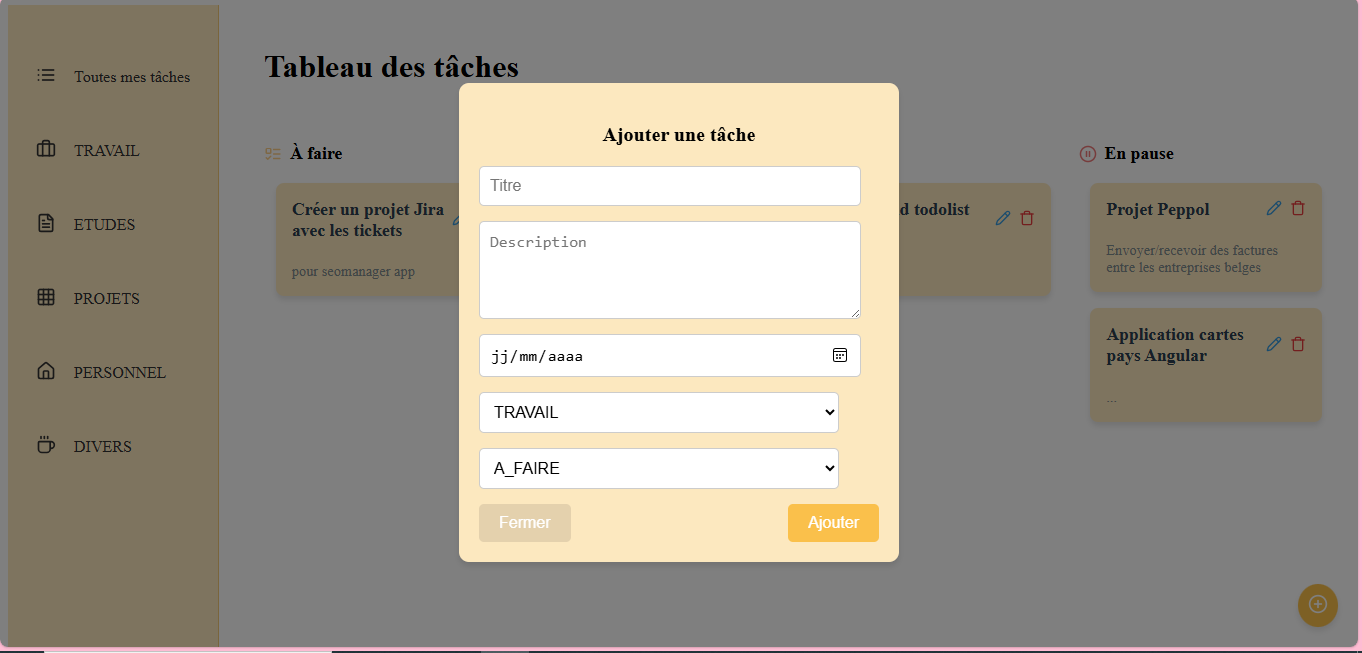 Toutes mes tâches
TRAVAIL
ETUDES
PROJETS
PERSONNEL
DIVERS
Tableau des tâches
À faire
Créer un projet Jira
avec les tickets
pour seomanager app
Ajouter une tâche
Titre
Description
jj/mm/aaaa
TRAVAIL
A_FAIRE
Fermer
Ajouter
d todolist
En pause
Projet Peppol
Envoyer/recevoir des factures
entre les entreprises belges
Application cartes
pays Angular
...